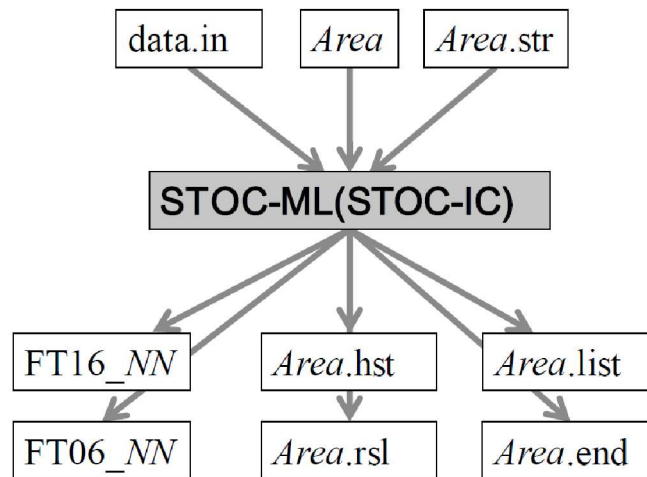 data.in
Area
Area.str
STOC-ML(STOC-IC)
FT16_NN
Area.hst
Area.list
FT06_NN
Area.rsl
Area.end